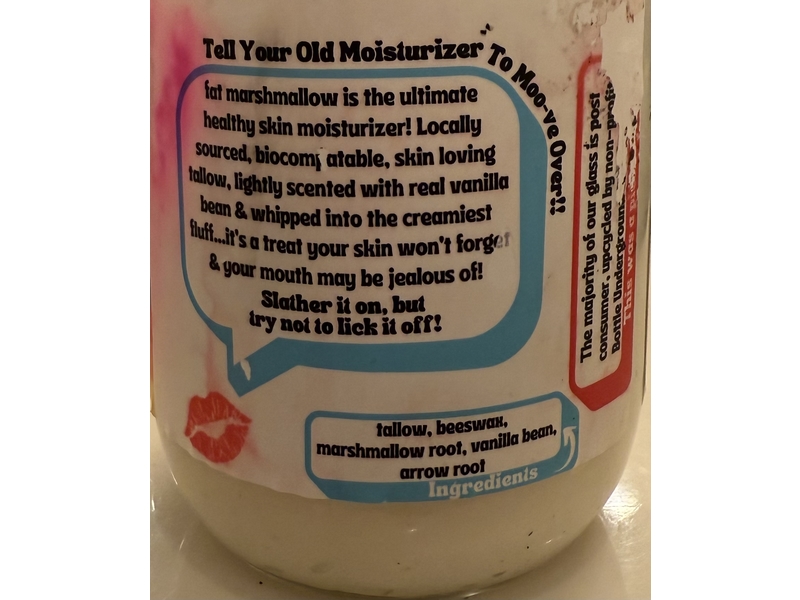 Tell Your Old Moisturizer To Moo-ve Over!!
fat marshmallow is the ultimate
healthy skin moisturizer! Locally
sourced, biocom atable, skin loving
tallow, lightly scented with real vanilla
bean & whipped into the creamiest
fluff...it's a treat your skin won't forget
& your mouth may be jealous of!
Slather it on, but
try not to lick it off!
tallow, beeswax,
marshmallow root, vanilla bean,
arrow root
Ingredients
The majority of our glass is post
consumer, upcycled by non-profit
Bottle Underground.
This was a